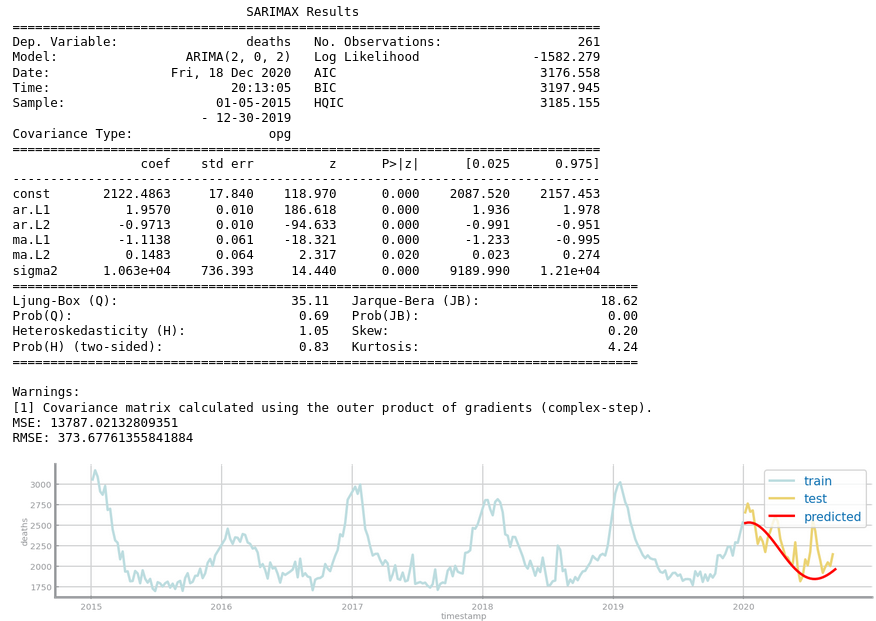 SARIMAX Results
==============================================================================
Dep. Variable:                 deaths   No. Observations:                  261
Model:                 ARIMA(2, 0, 2)   Log Likelihood               -1582.279
Date:                Fri, 18 Dec 2020   AIC                           3176.558
Time:                        20:13:05   BIC                           3197.945
Sample:                    01-05-2015   HQIC                          3185.155
- 12-30-2019
Covariance Type:                  opg
==============================================================================
coef    std err          z      P>|z|      [0.025      0.975]
------------------------------------------------------------------------------
const       2122.4863     17.840    118.970      0.000    2087.520    2157.453
ar.L1          1.9570      0.010    186.618      0.000       1.936       1.978
ar.L2         -0.9713      0.010    -94.633      0.000      -0.991      -0.951
ma.L1         -1.1138      0.061    -18.321      0.000      -1.233      -0.995
ma.L2          0.1483      0.064      2.317      0.020       0.023       0.274
sigma2      1.063e+04    736.393     14.440      0.000    9189.990    1.21e+04
===================================================================================
Ljung-Box (Q):                       35.11   Jarque-Bera (JB):                18.62
Prob(Q):                              0.69   Prob(JB):                         0.00
Heteroskedasticity (H):               1.05   Skew:                             0.20
Prob(H) (two-sided):                  0.83   Kurtosis:                         4.24
===================================================================================
Warnings:
[1] Covariance matrix calculated using the outer product of gradients (complex-step).
MSE: 13787.02132809351
RMSE: 373.67761355841884
train
test
predicted
3000
2750
2500
2250
2000
1750
deaths
2015 2016 2017 2018 2019 2020
timestamp